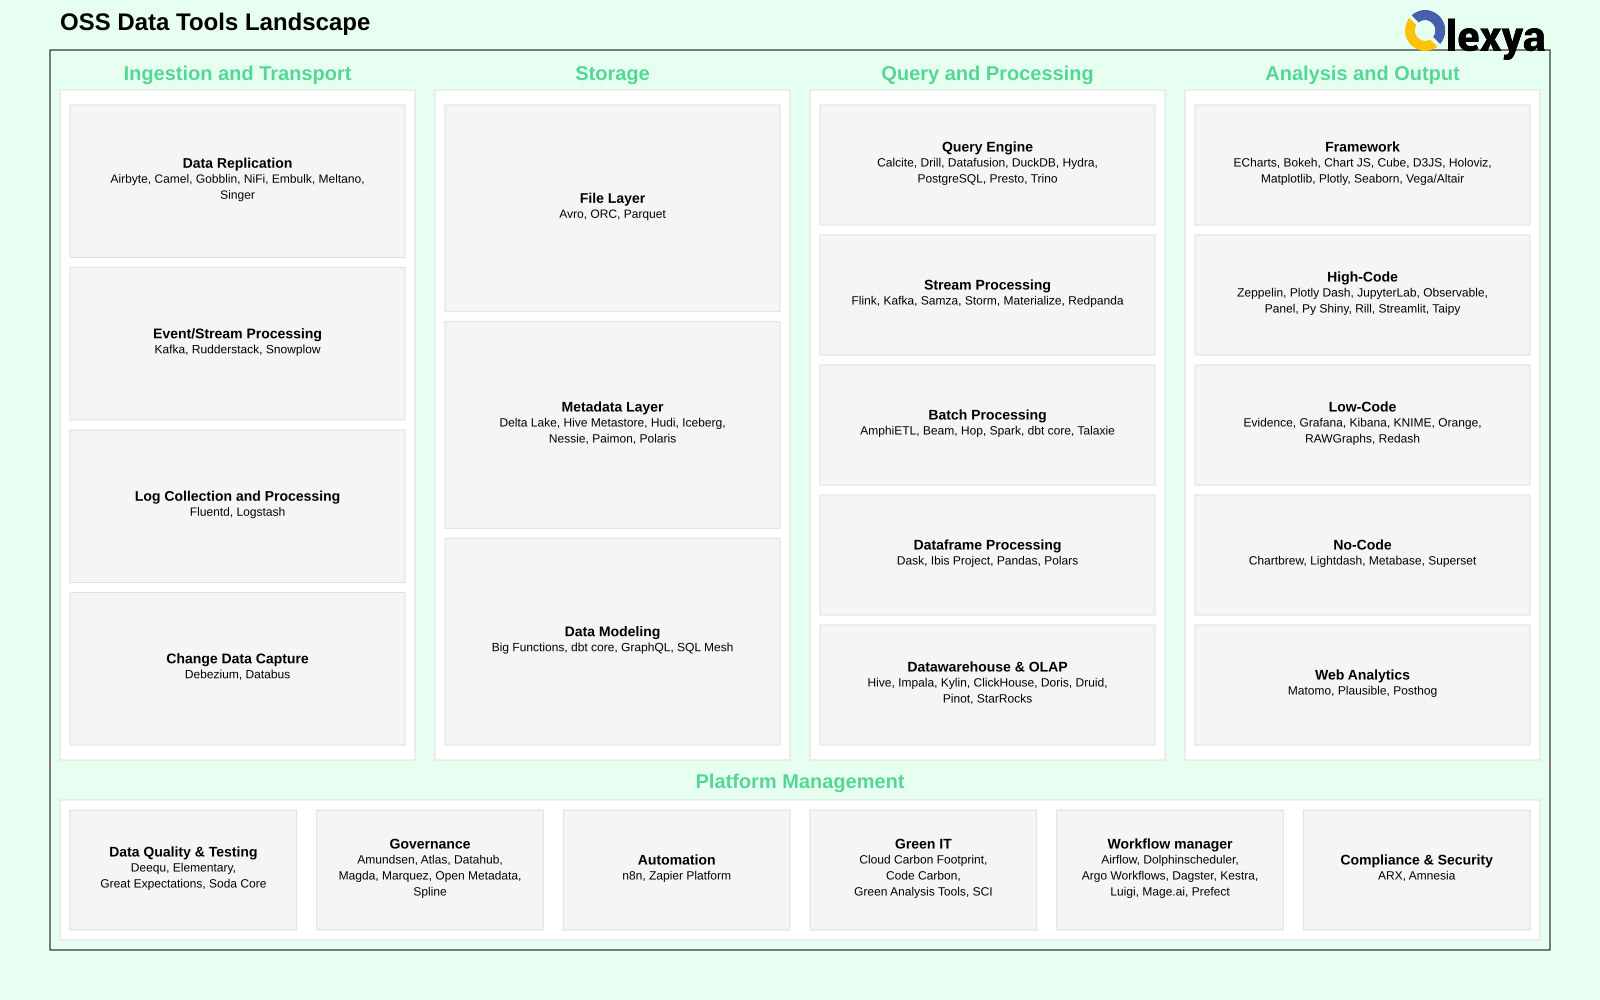 OSS Data Tools Landscape
Olexya
Ingestion and Transport
Data Replication
Airbyte, Camel, Gobblin, NiFi, Embulk, Meltano,
Singer
Event/Stream Processing
Kafka, Rudderstack, Snowplow
Log Collection and Processing
Fluentd, Logstash
Change Data Capture
Debezium, Databus
Storage
File Layer
Avro, ORC, Parquet
Metadata Layer
Delta Lake, Hive Metastore, Hudi, Iceberg,
Nessie, Paimon, Polaris
Data Modeling
Big Functions, dbt core, GraphQL, SQL Mesh
Query and Processing
Query Engine
Calcite, Drill, Datafusion, DuckDB, Hydra,
PostgreSQL, Presto, Trino
Stream Processing
Flink, Kafka, Samza, Storm, Materialize, Redpanda
Batch Processing
AmphiETL, Beam, Hop, Spark, dbt core, Talaxie
Dataframe Processing
Dask, Ibis Project, Pandas, Polars
Datawarehouse & OLAP
Hive, Impala, Kylin, ClickHouse, Doris, Druid,
Pinot, StarRocks
Analysis and Output
Framework
ECharts, Bokeh, Chart JS, Cube, D3JS, Holoviz,
Matplotlib, Plotly, Seaborn, Vega/Altair
High-Code
Zeppelin, Plotly Dash, JupyterLab, Observable,
Panel, Py Shiny, Rill, Streamlit, Taipy
Low-Code
Evidence, Grafana, Kibana, KNIME, Orange,
RAWGraphs, Redash
No-Code
Chartbrew, Lightdash, Metabase, Superset
Web Analytics
Matomo, Plausible, Posthog
Platform Management
Data Quality & Testing
Deequ, Elementary,
Great Expectations, Soda Core
Governance
Amundsen, Atlas, Datahub,
Magda, Marquez, Open Metadata,
Spline
Automation
n8n, Zapier Platform
Green IT
Cloud Carbon Footprint,
Code Carbon,
Green Analysis Tools, SCI
Workflow manager
Airflow, Dolphinscheduler,
Argo Workflows, Dagster, Kestra,
Luigi, Mage.ai, Prefect
Compliance & Security
ARX, Amnesia